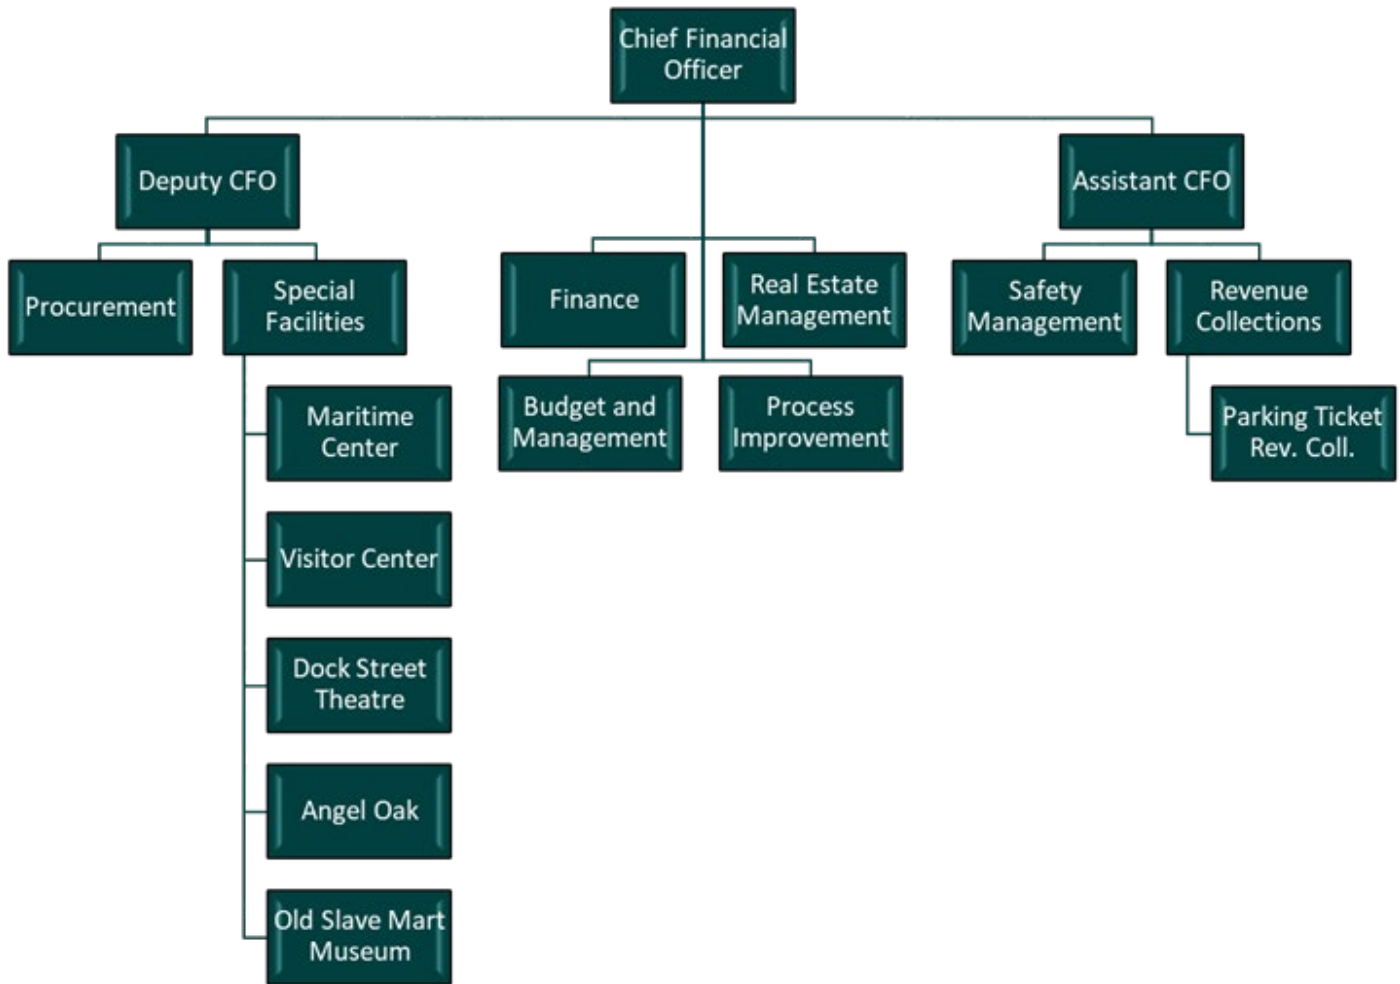 Chief Financial
Officer
Deputy CFO
Assistant CFO
Procurement
Special
Facilities
Finance
Real Estate
Management
Safety
Management
Revenue
Collections
Budget and
Management
Process
Improvement
Maritime
Center
Parking Ticket
Rev. Coll.
Visitor Center
Dock Street
Theatre
Angel Oak
Old Slave Mart
Museum